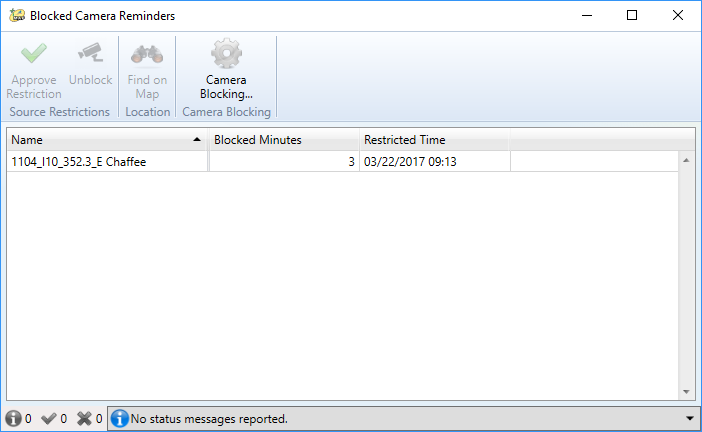 Blocked Camera Reminders
Approve Restriction
Unblock
Find on Map
Camera Blocking...
Source Restrictions
Location
Camera Blocking
Name Blocked Minutes Restricted Time
1104_I10_352.3_E Chaffee 3 03/22/2017 09:13
0 0 0 No status messages reported.